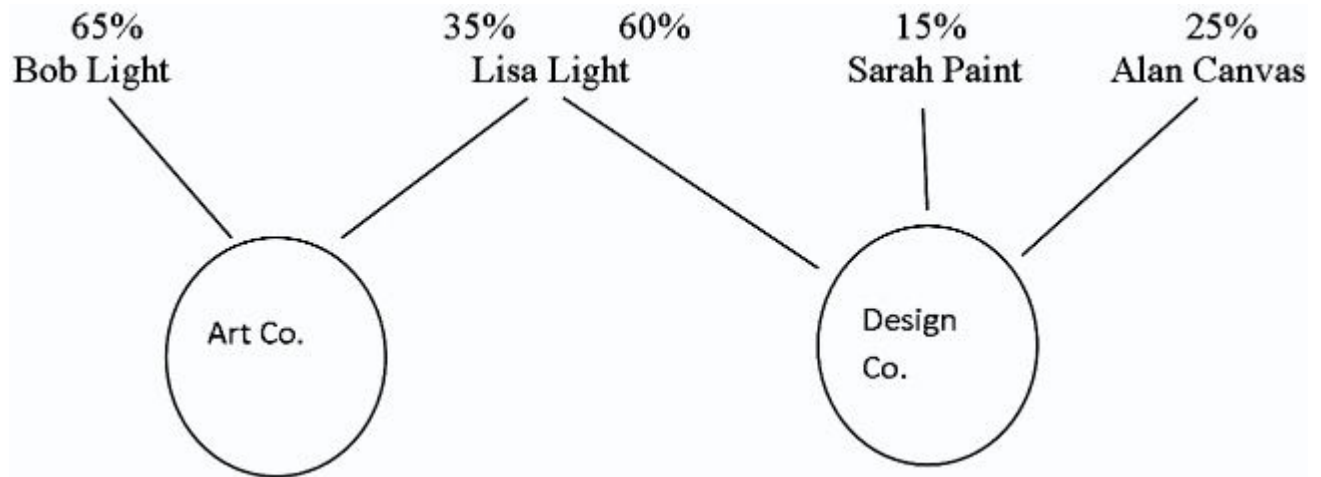 65% 35% 60% 15% 25%
Bob Light Lisa Light Sarah Paint Alan Canvas
Art Co.
Design
Co.